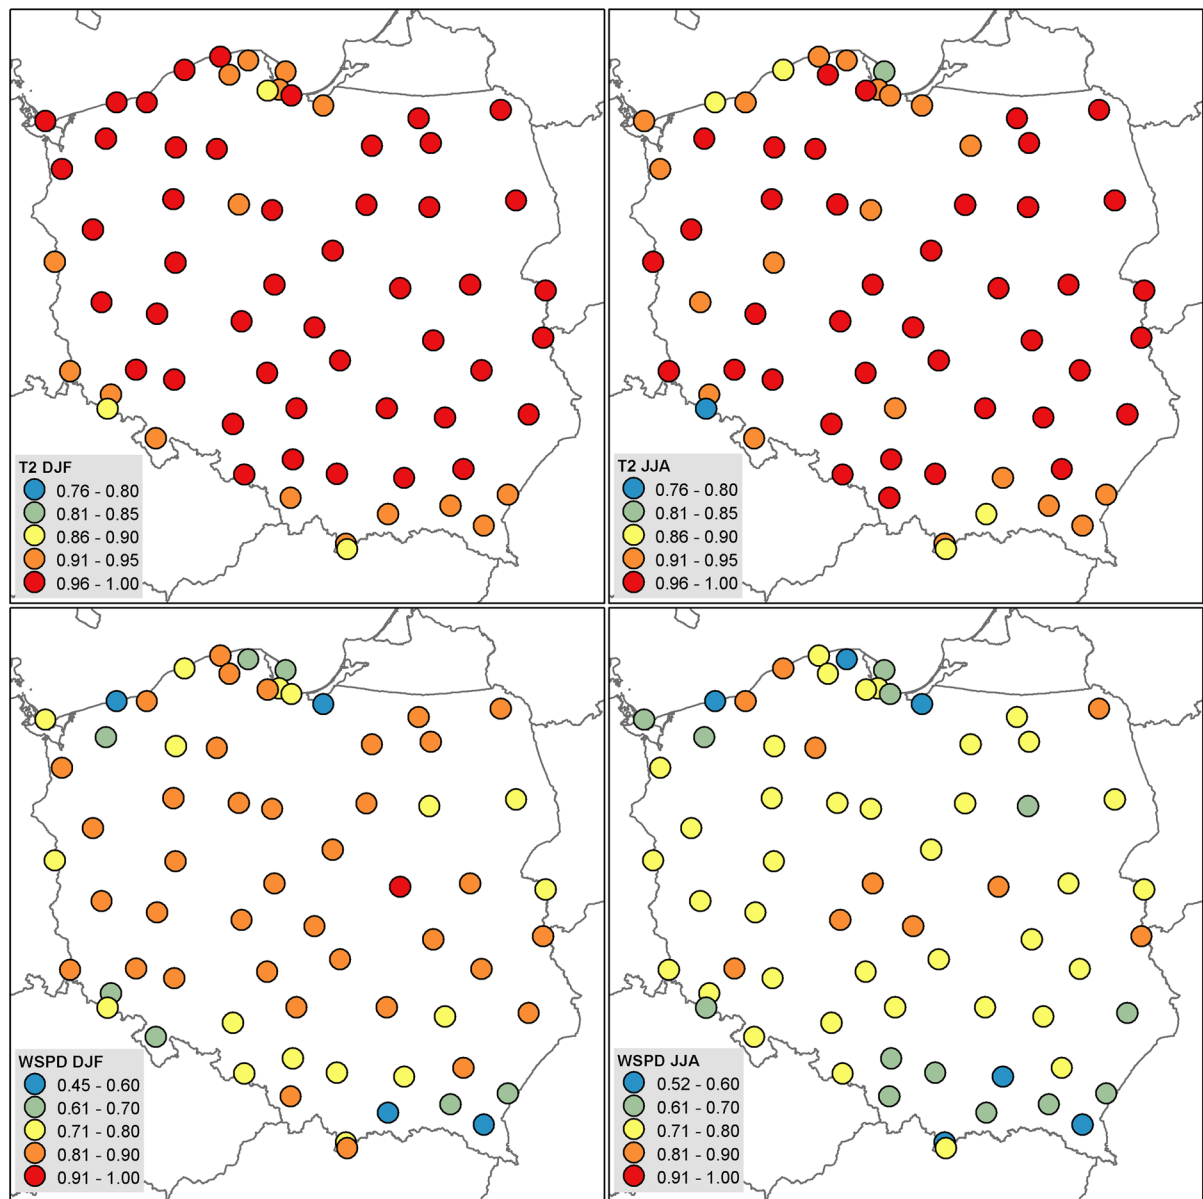 T2 DJF
0.76 - 0.80
0.81 - 0.85
0.86 - 0.90
0.91 - 0.95
0.96 - 1.00
T2 JJA
0.76 - 0.80
0.81 - 0.85
0.86 - 0.90
0.91 - 0.95
0.96 - 1.00
WSPD DJF
0.45 - 0.60
0.61 - 0.70
0.71 - 0.80
0.81 - 0.90
0.91 - 1.00
WSPD JJA
0.52 - 0.60
0.61 - 0.70
0.71 - 0.80
0.81 - 0.90
0.91 - 1.00